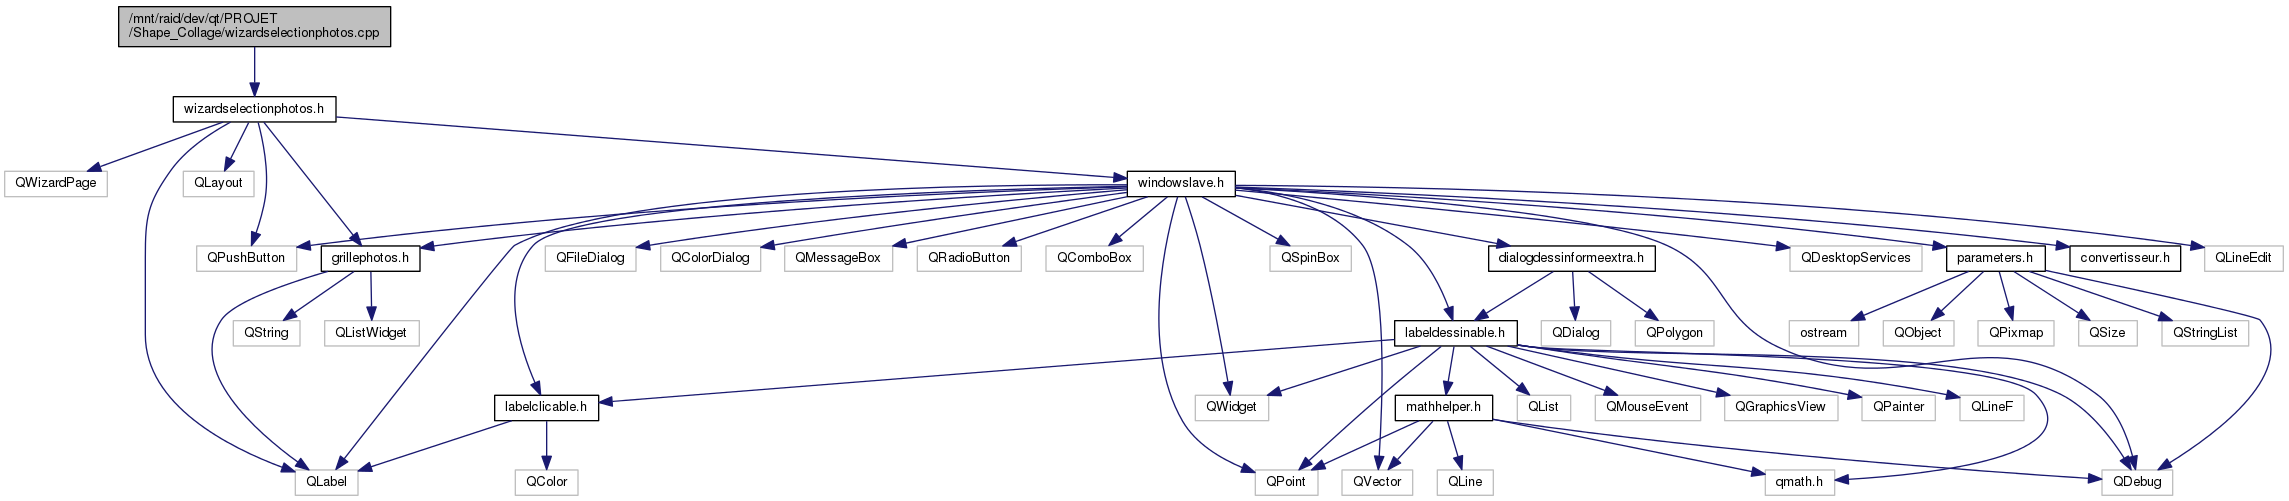 /mnt/raid/dev/qt/PROJET
/Shape_Collage/wizardselectionphotos.cpp
wizardselectionphotos.h
QWizardPage
QLayout
windowslave.h
QPushButton
grillephotos.h
QFileDialog
QColorDialog
QMessageBox
QRadioButton
QComboBox
QSpinBox
dialogdessinformeextra.h
QDesktopServices
parameters.h
convertisseur.h
QLineEdit
QString
QListWidget
labeldessinable.h
QDialog
QPolygon
ostream
QObject
QPixmap
QSize
QStringList
labelclicable.h
QWidget
mathhelper.h
QList
QMouseEvent
QGraphicsView
QPainter
QLineF
QLabel
QColor
QPoint
QVector
QLine
qmath.h
QDebug